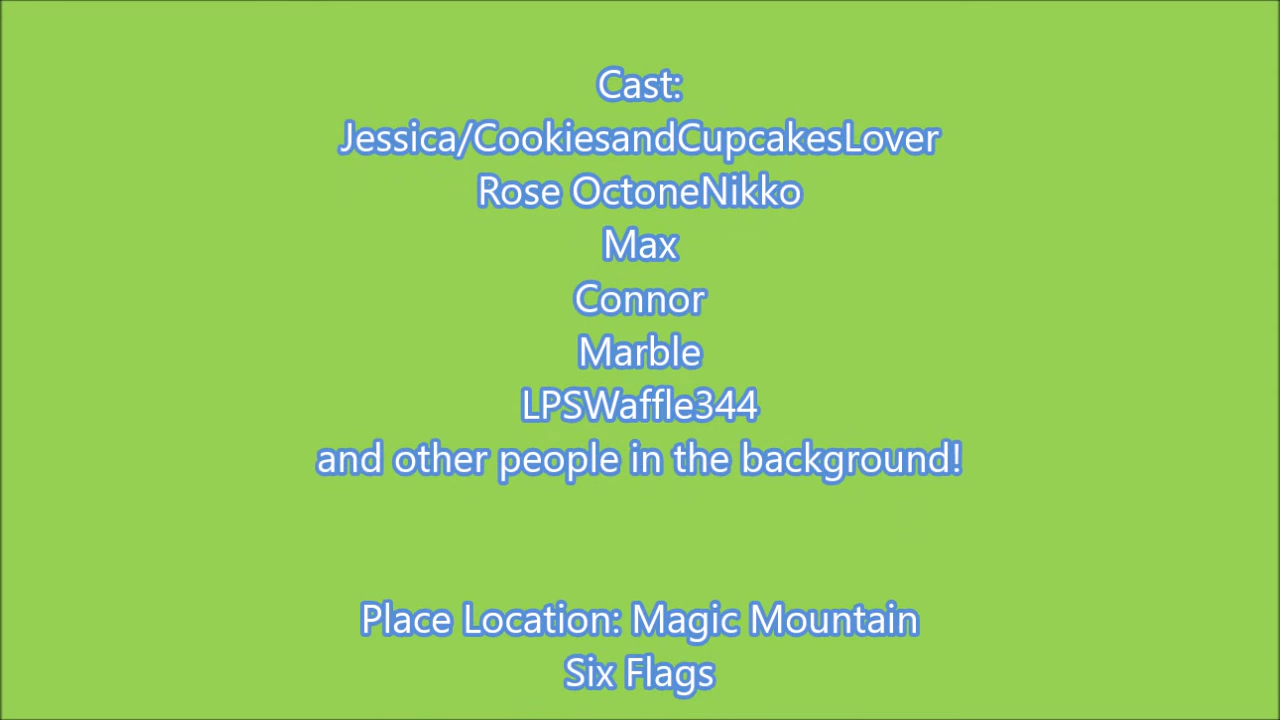 Cast:
Jessica/CookiesandCupcakesLover
Rose OctoneNikko
Max
Connor
Marble
LPSWaffle344
and other people in the background!
Place Location: Magic Mountain
Six Flags